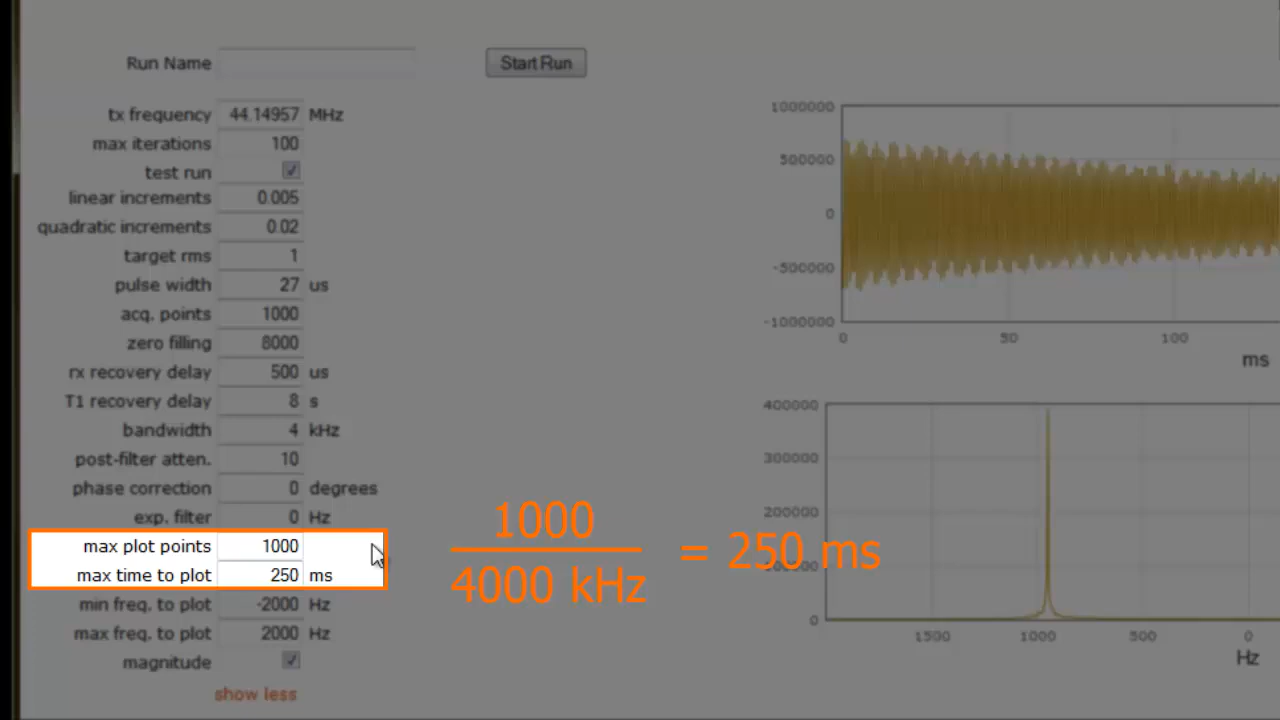 Run Name
Start Run
tx frequency 44.14957 MHz
max iterations 100
test run
linear increments 0.005
quadratic increments 0.02
target rms 1
pulse width 27 us
acq. points 1000
zero filling 8000
rx recovery delay 500 us
T1 recovery delay 8 s
bandwidth 4 kHz
post-filter atten. 10
phase correction 0 degrees
exp. filter 0 Hz
max plot points 1000
max time to plot 250 ms
min freq. to plot -2000 Hz
max freq. to plot 2000 Hz
magnitude
show less
1000
4000 kHz
= 250 ms
1000000
500000
0
-500000
-1000000
0 50 100
ms
400000
300000
200000
100000
0
1500 1000 500 0
Hz